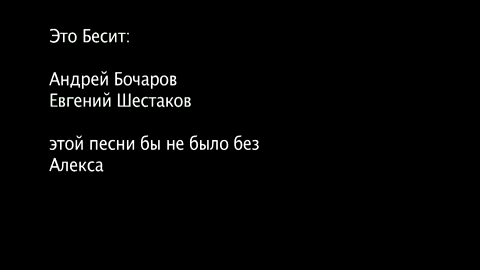 Это Бесит:
Андрей Бочаров
Евгений Шестаков
этой песни бы не было без
Алекса